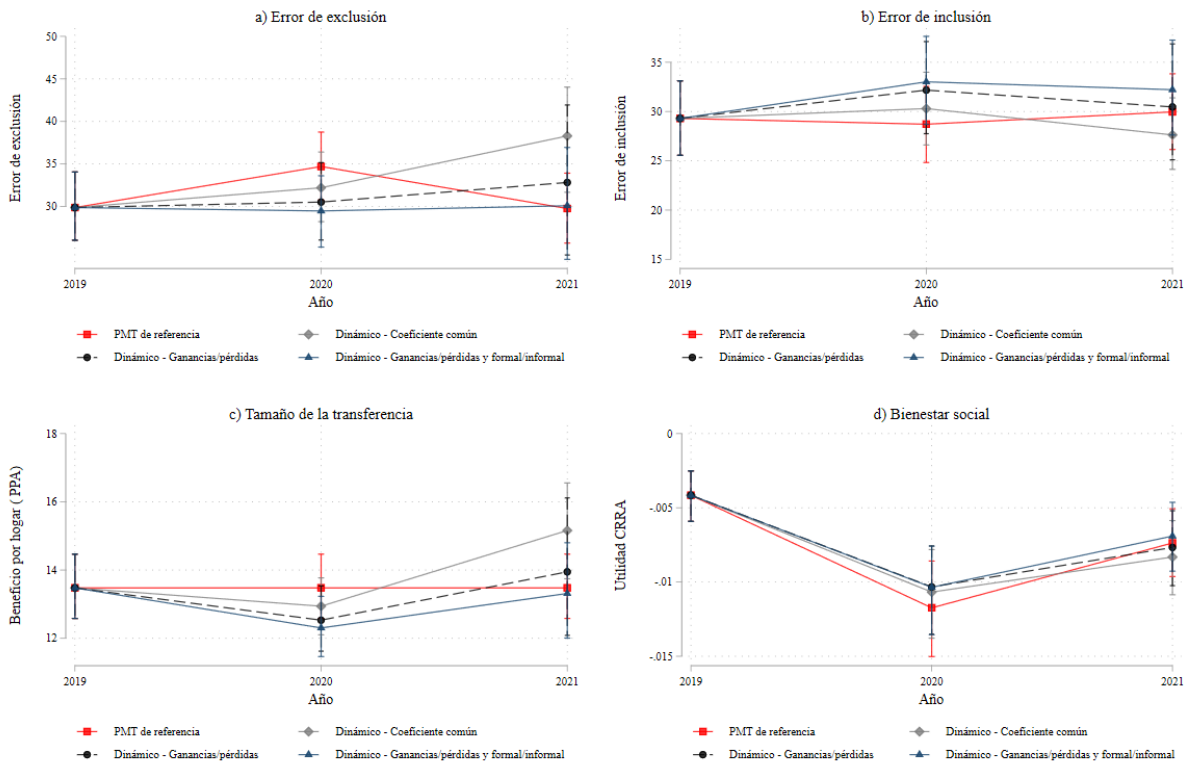 a) Error de exclusión
50
45
40
35
30
Error de exclusión
2019
2020
2021
Año
PMT de referencia
Dinámico - Coeficiente común
Dinámico - Ganancias/pérdidas
Dinámico - Ganancias/pérdidas y formal/informal
b) Error de inclusión
35
30
25
20
15
Error de inclusión
2019
2020
2021
Año
PMT de referencia
Dinámico - Coeficiente común
Dinámico - Ganancias/pérdidas
Dinámico - Ganancias/pérdidas y formal/informal
c) Tamaño de la transferencia
18
16
14
12
Beneficio por hogar ( PPA)
2019
2020
2021
Año
PMT de referencia
Dinámico - Coeficiente común
Dinámico - Ganancias/pérdidas
Dinámico - Ganancias/pérdidas y formal/informal
d) Bienestar social
0
-.005
-.01
-.015
Utilidad CRRA
2019
2020
2021
Año
PMT de referencia
Dinámico - Coeficiente común
Dinámico - Ganancias/pérdidas
Dinámico - Ganancias/pérdidas y formal/informal